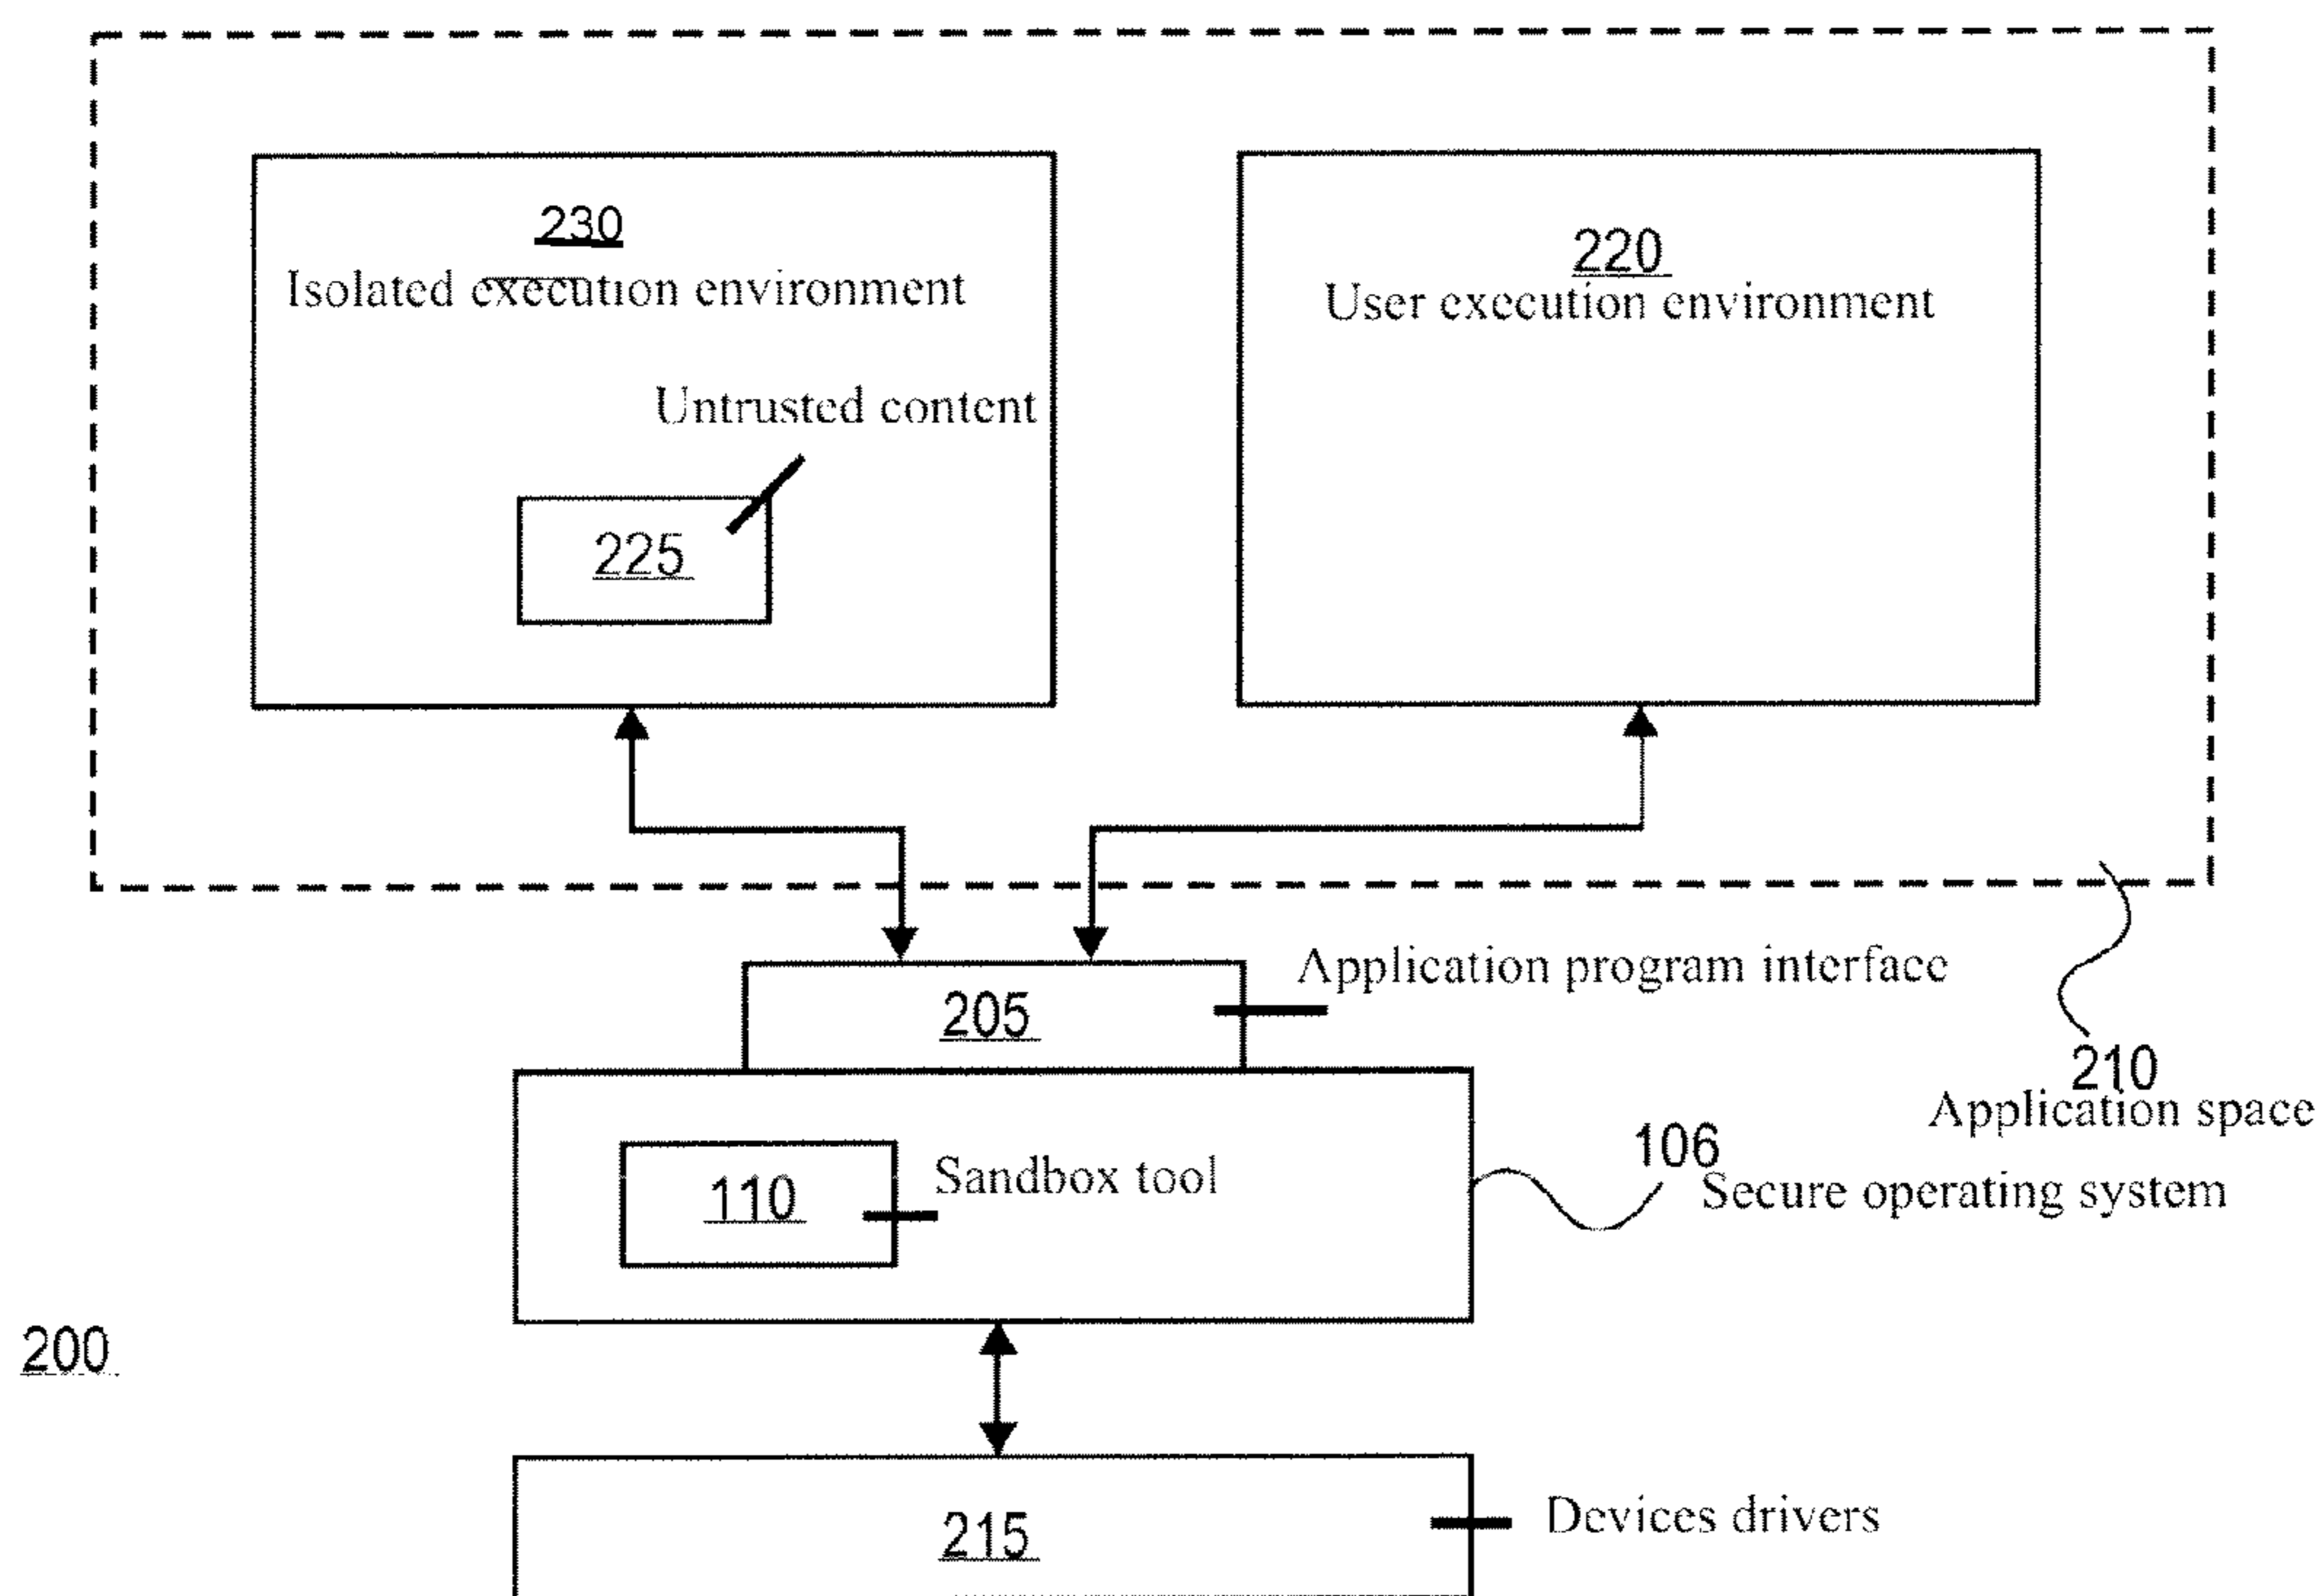 230
Isolated execution environment
Untrusted content
225
220
User execution environment
Application program interface
205
210
Application space
110
Sandbox tool
106
Secure operating system
200
215
Devices drivers